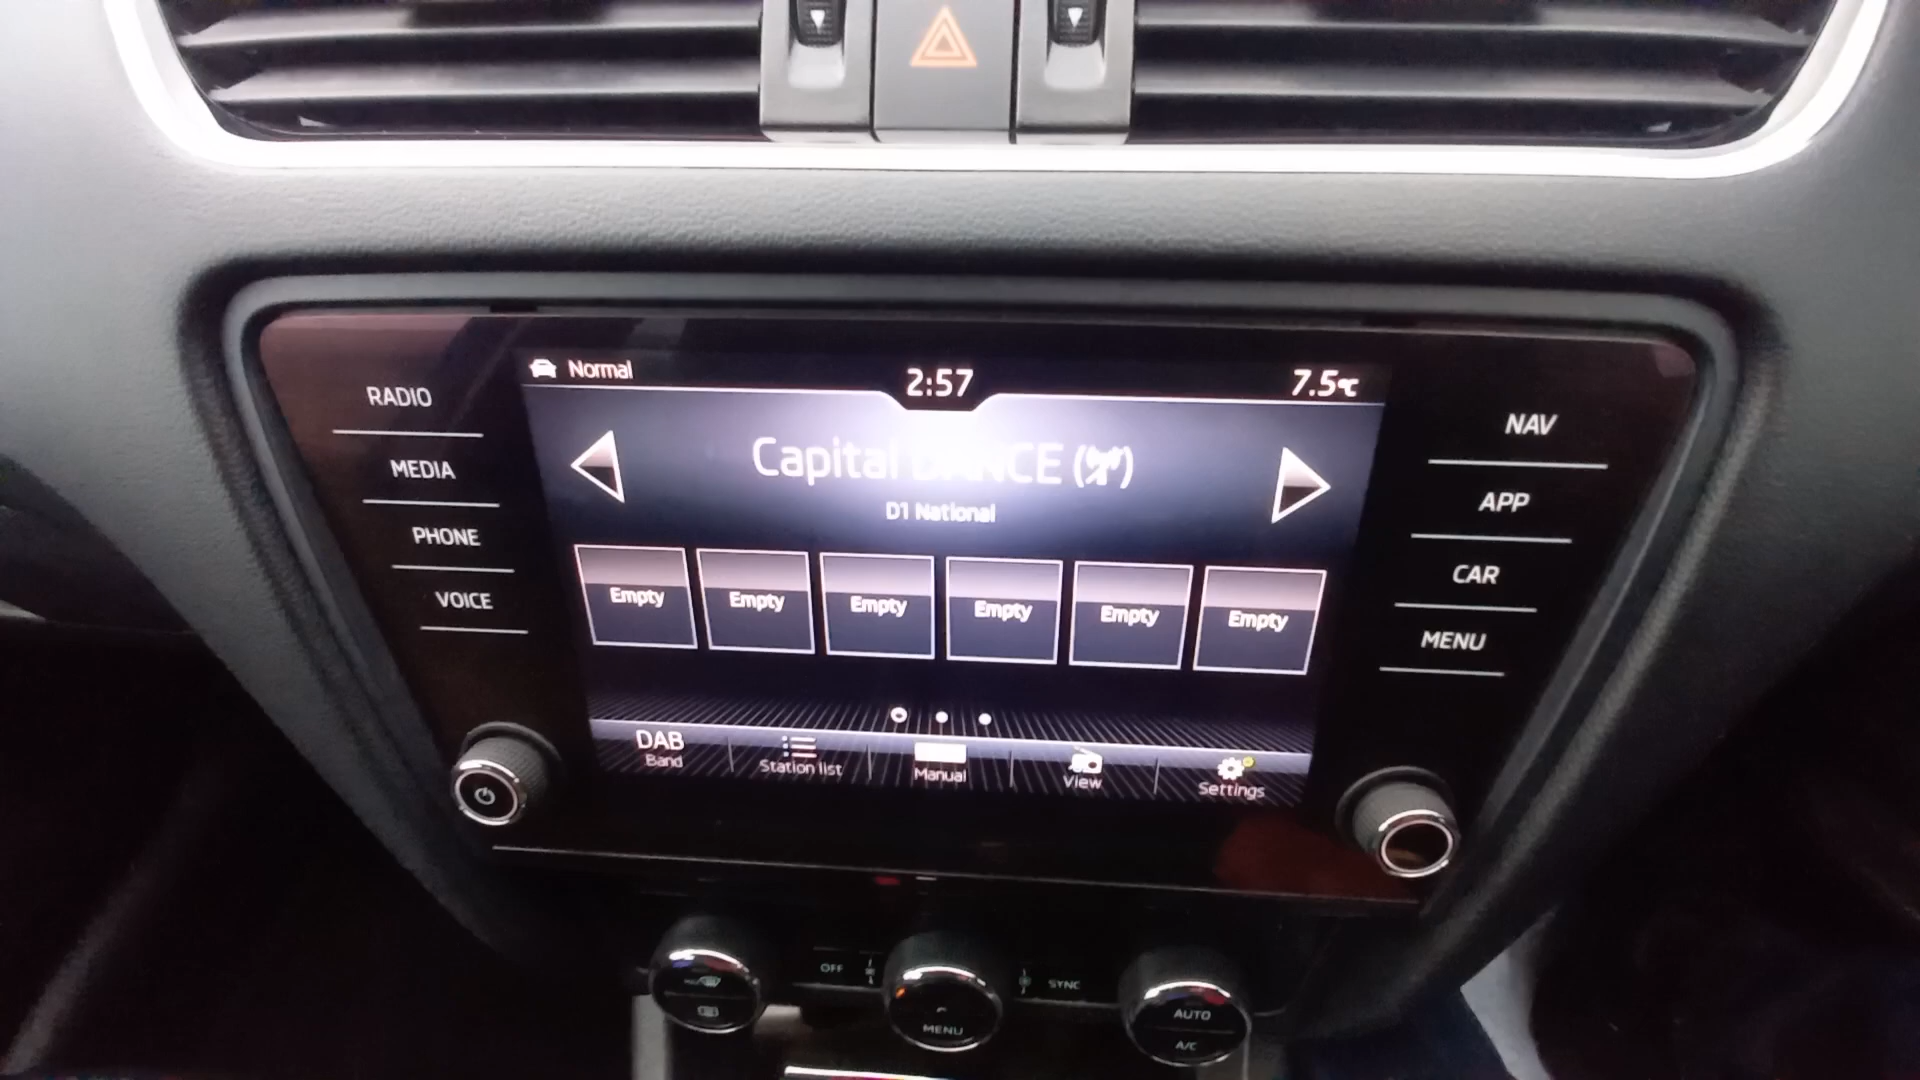 Normal
2:57
7.5°C
RADIO
MEDIA
PHONE
VOICE
NAV
APP
CAR
MENU
Capital DANCE
D1 National
Empty Empty Empty Empty Empty Empty
DAB
Band
Station list
Manual
View
Settings
OFF
SYNC
MENU
AUTO
A/C